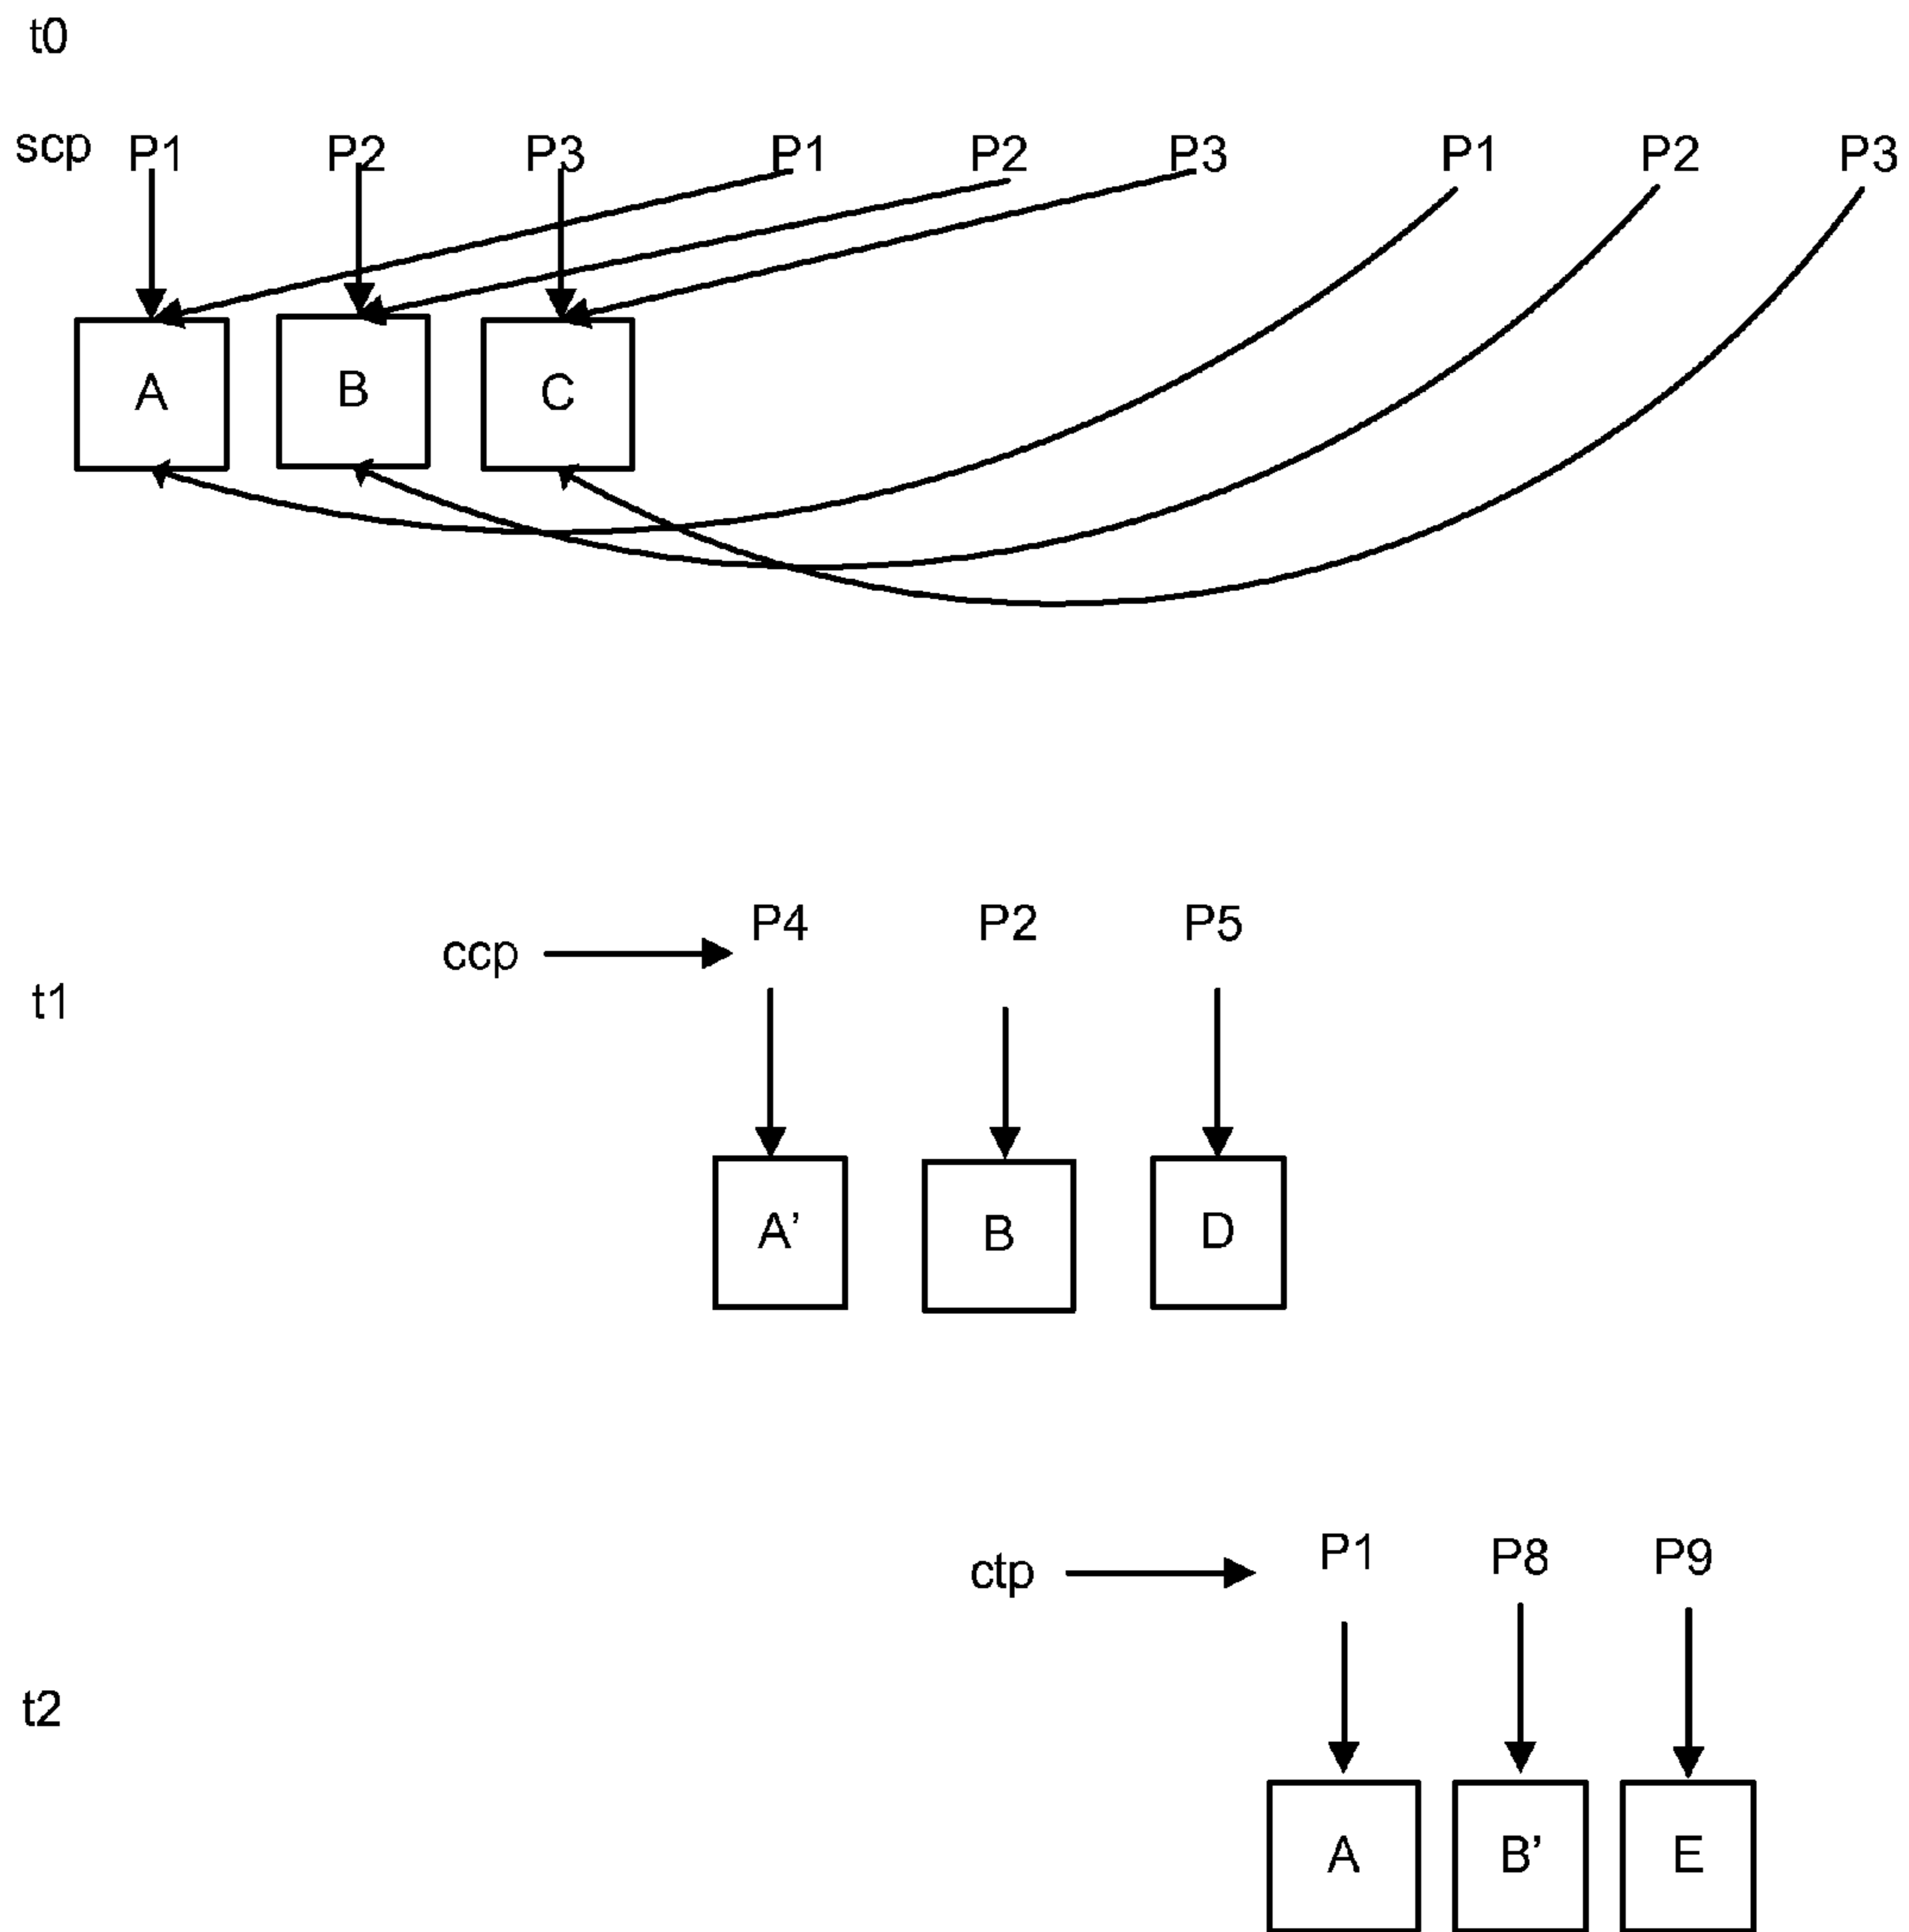 t0
scp P1 P2 P3 P1 P2 P3 P1 P2 P3
A B C
ccp P4 P2 P5
t1
A’ B D
ctp P1 P8 P9
t2
A B’ E